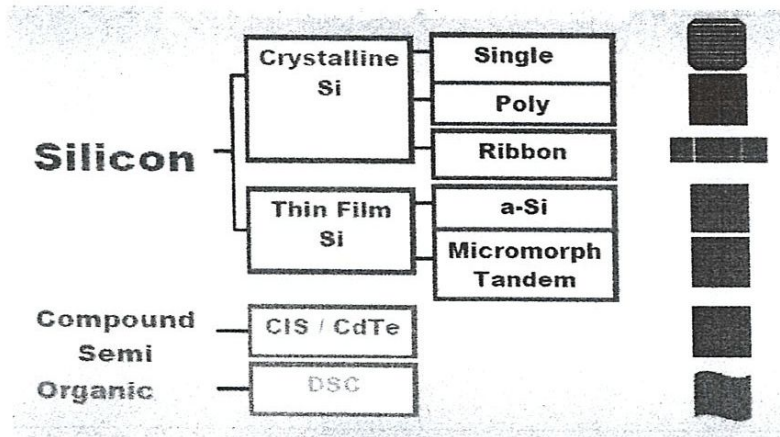 Crystalline
Si
Single
Poly
Ribbon
Silicon
Thin Film
Si
a-Si
Micromorph
Tandem
Compound
Semi
CIS / CdTe
Organic
DSC